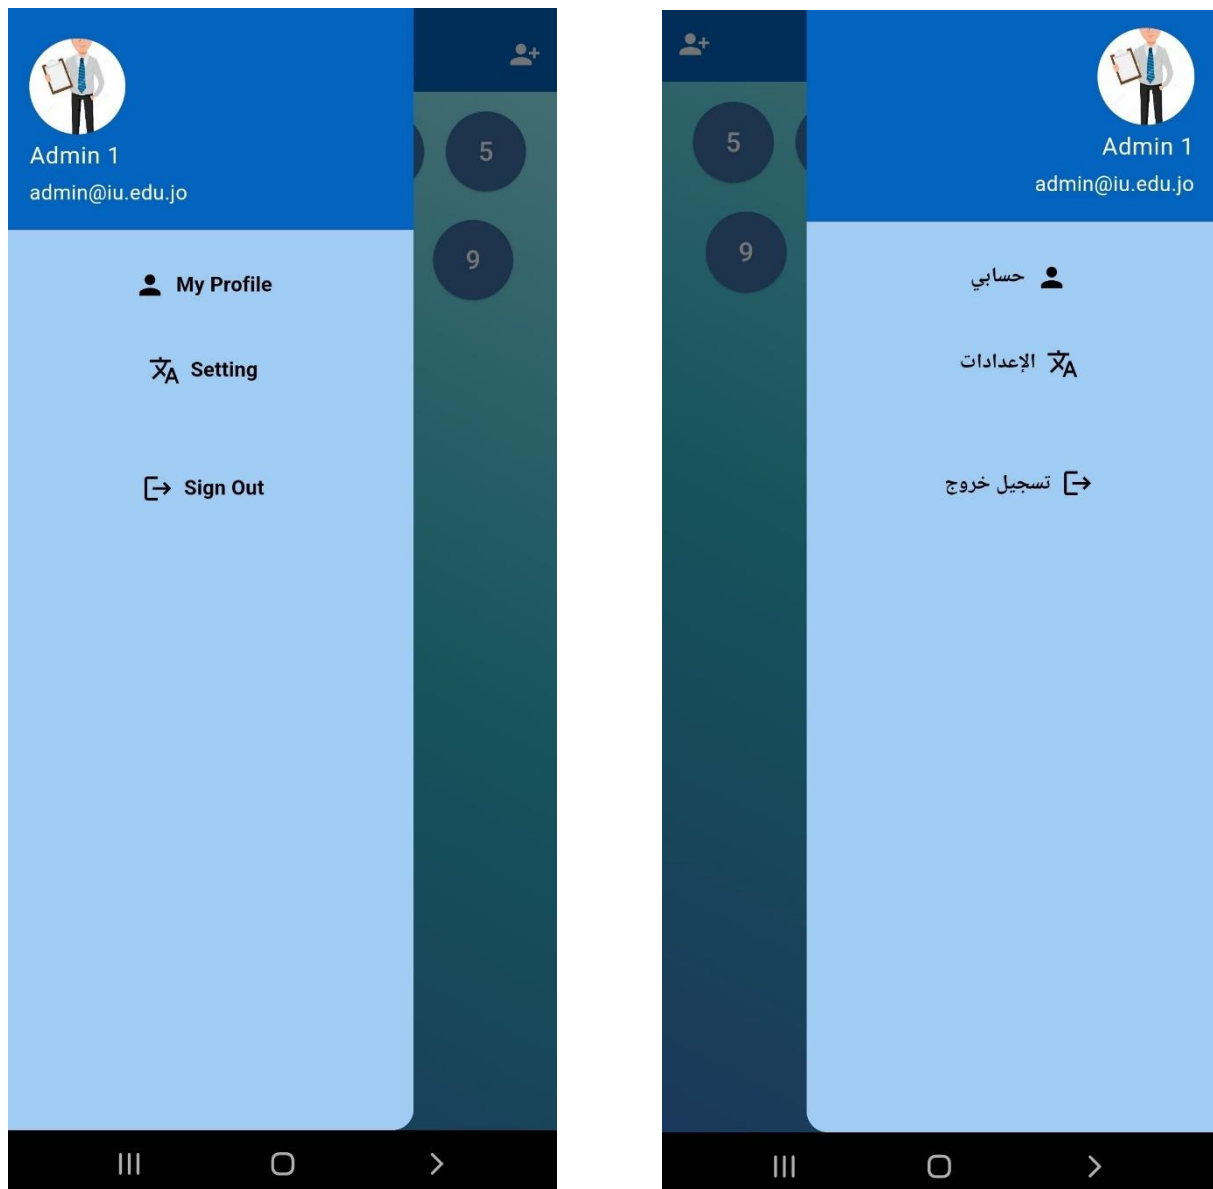 Admin 1
admin@iu.edu.jo
5
9
My Profile
Setting
Sign Out
5
9
Admin 1
admin@iu.edu.jo
حسابي
الإعدادات
تسجيل خروج